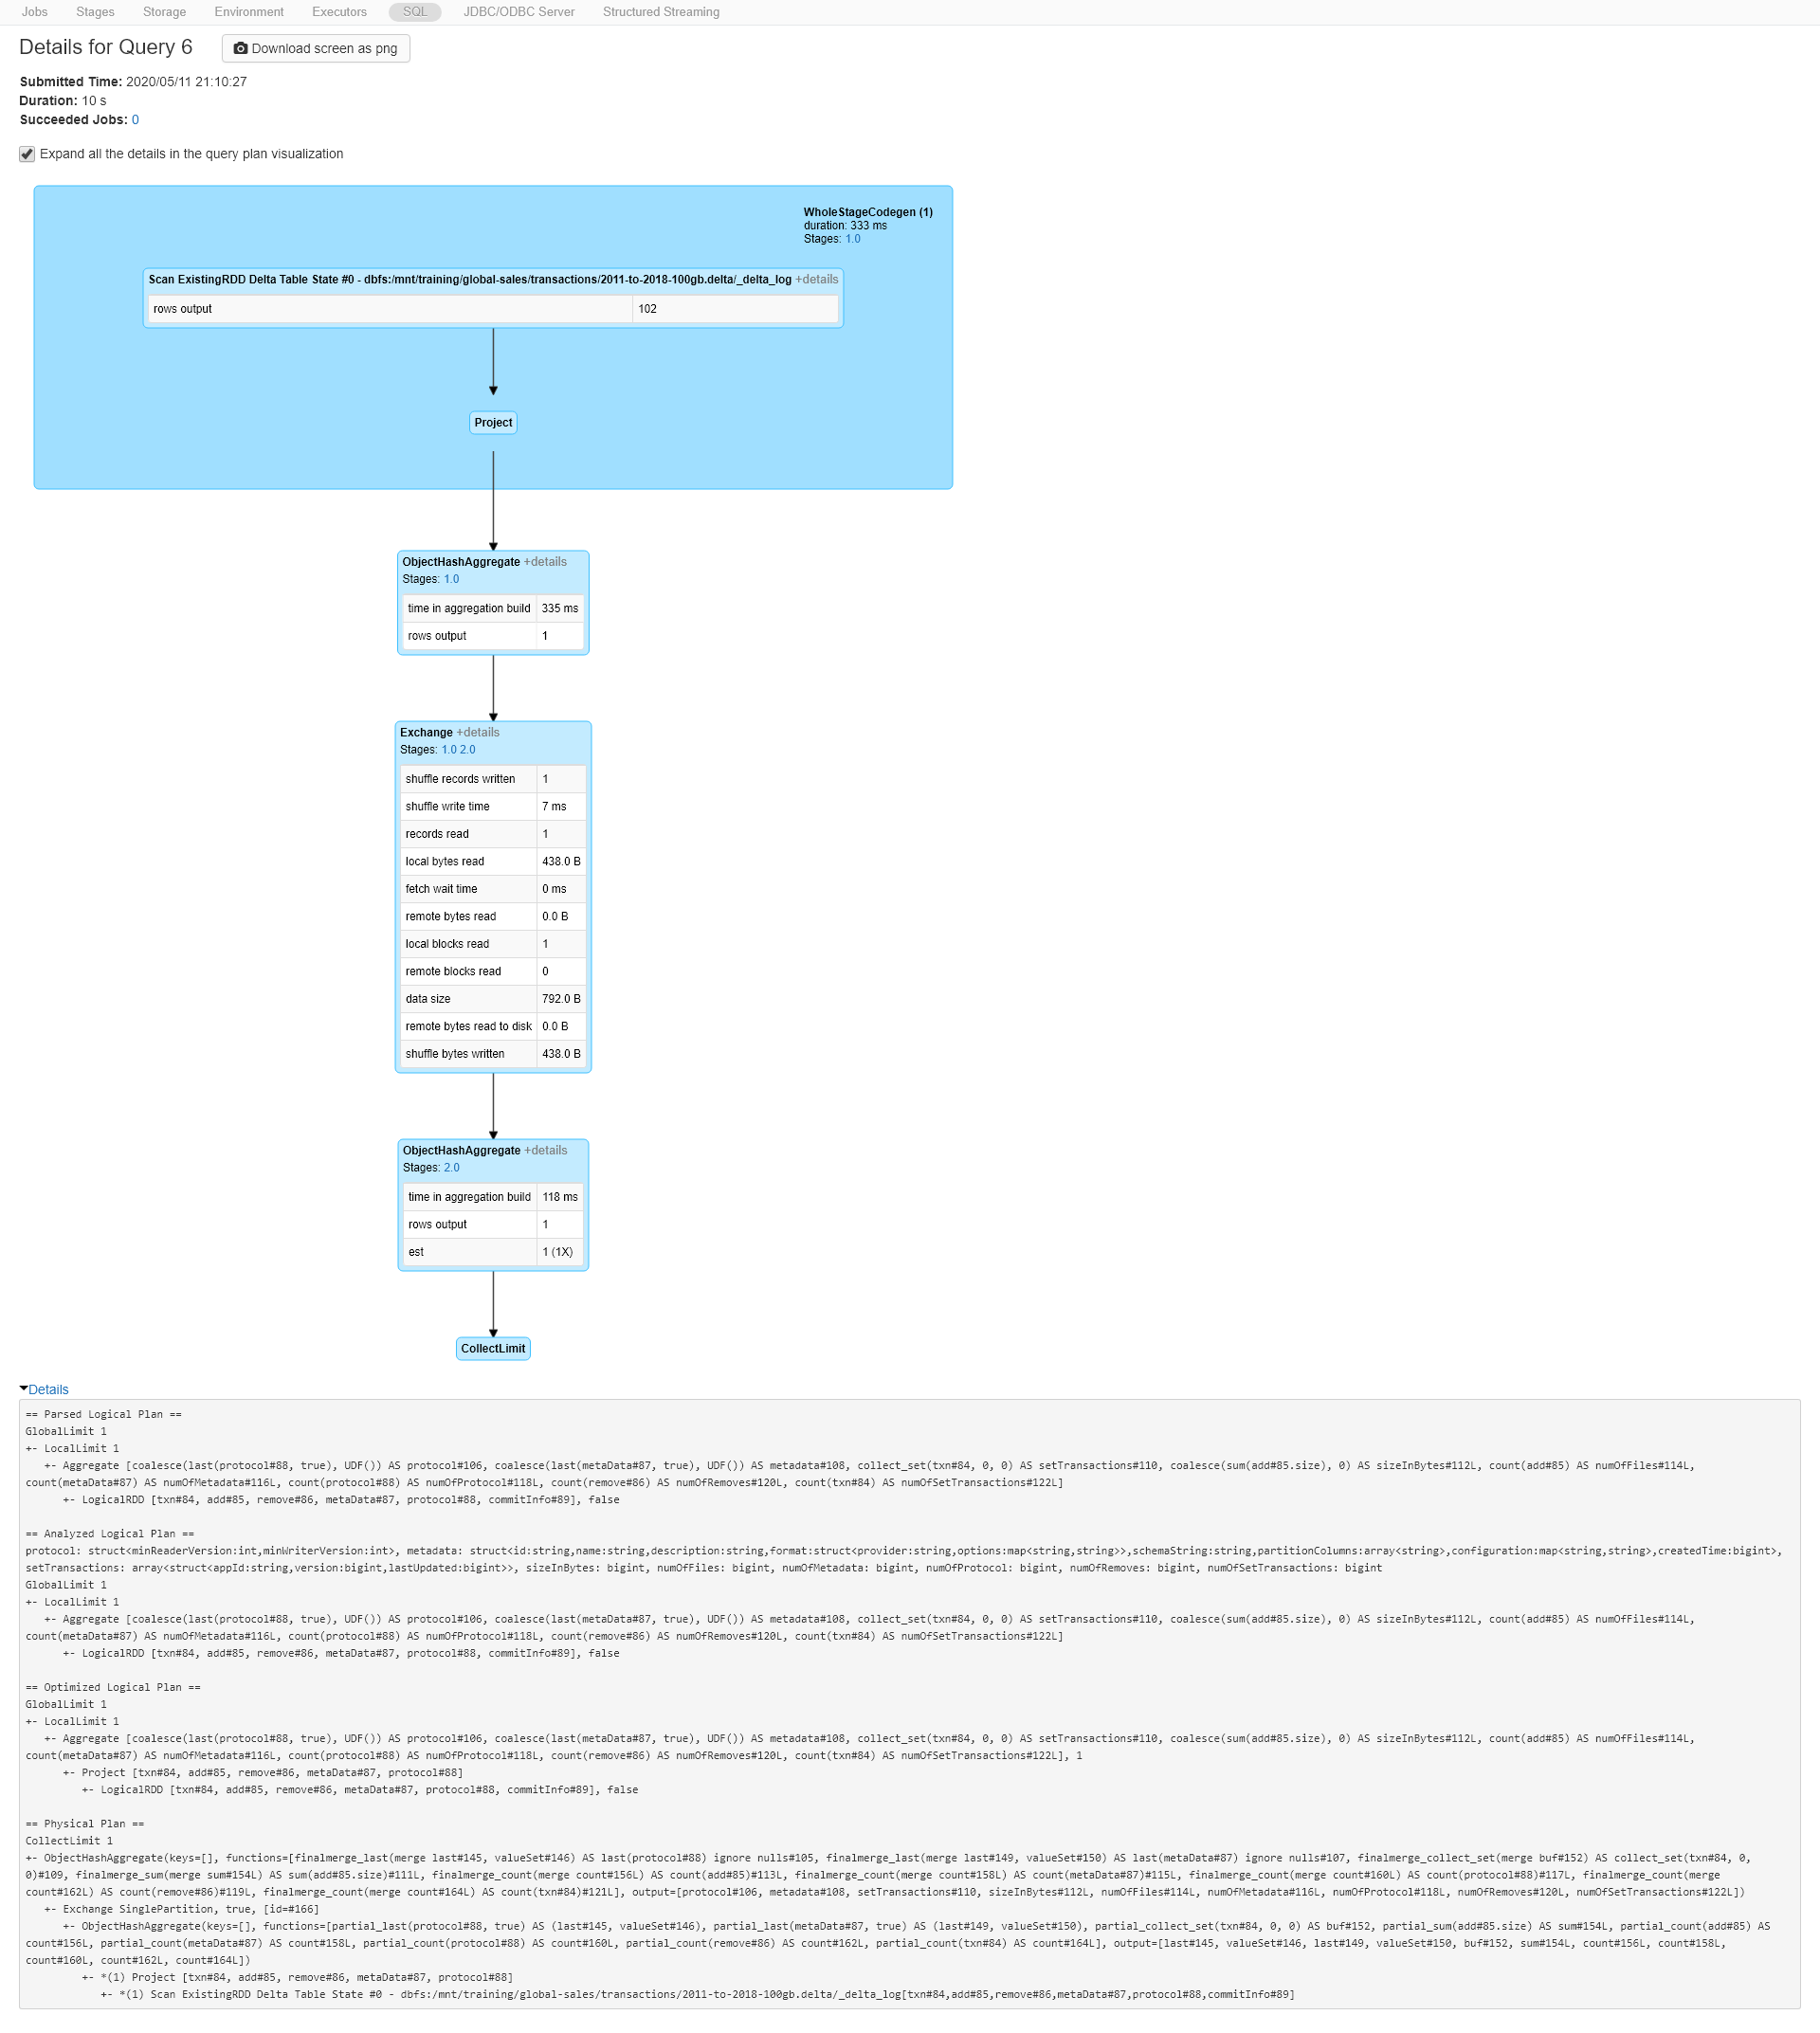 Jobs Stages Storage Environment Executors SQL JDBC/ODBC Server Structured Streaming
Details for Query 6 Download screen as png
Submitted Time: 2020/05/11 21:10:27
Duration: 10 s
Succeeded Jobs: 0
Expand all the details in the query plan visualization
WholeStageCodegen (1)
duration: 333 ms
Stages: 1.0
Scan ExistingRDD Delta Table State #0 - dbfs:/mnt/training/global-sales/transactions/2011-to-2018-100gb.delta/_delta_log +details
rows output 102
Project
ObjectHashAggregate +details
Stages: 1.0
time in aggregation build 335 ms
rows output 1
Exchange +details
Stages: 1.0 2.0
shuffle records written 1
shuffle write time 7 ms
records read 1
local bytes read 438.0 B
fetch wait time 0 ms
remote bytes read 0.0 B
local blocks read 1
remote blocks read 0
data size 792.0 B
remote bytes read to disk 0.0 B
shuffle bytes written 438.0 B
ObjectHashAggregate +details
Stages: 2.0
time in aggregation build 118 ms
rows output 1
est 1 (1X)
CollectLimit
Details
== Parsed Logical Plan ==
GlobalLimit 1
+- LocalLimit 1
   +- Aggregate [coalesce(last(protocol#88, true), UDF()) AS protocol#106, coalesce(last(metaData#87, true), UDF()) AS metadata#108, collect_set(txn#84, 0, 0) AS setTransactions#110, coalesce(sum(add#85.size), 0) AS sizeInBytes#112L, count(add#85) AS numOfFiles#114L,
count(metaData#87) AS numOfMetadata#116L, count(protocol#88) AS numOfProtocol#118L, count(remove#86) AS numOfRemoves#120L, count(txn#84) AS numOfSetTransactions#122L]
      +- LogicalRDD [txn#84, add#85, remove#86, metaData#87, protocol#88, commitInfo#89], false
== Analyzed Logical Plan ==
protocol: struct<minReaderVersion:int,minWriterVersion:int>, metadata: struct<id:string,name:string,description:string,format:struct<provider:string,options:map<string,string>>,schemaString:string,partitionColumns:array<string>,configuration:map<string,string>,createdTime:bigint>,
setTransactions: array<struct<appId:string,version:bigint,lastUpdated:bigint>>, sizeInBytes: bigint, numOfFiles: bigint, numOfMetadata: bigint, numOfProtocol: bigint, numOfRemoves: bigint, numOfSetTransactions: bigint
GlobalLimit 1
+- LocalLimit 1
   +- Aggregate [coalesce(last(protocol#88, true), UDF()) AS protocol#106, coalesce(last(metaData#87, true), UDF()) AS metadata#108, collect_set(txn#84, 0, 0) AS setTransactions#110, coalesce(sum(add#85.size), 0) AS sizeInBytes#112L, count(add#85) AS numOfFiles#114L,
count(metaData#87) AS numOfMetadata#116L, count(protocol#88) AS numOfProtocol#118L, count(remove#86) AS numOfRemoves#120L, count(txn#84) AS numOfSetTransactions#122L]
      +- LogicalRDD [txn#84, add#85, remove#86, metaData#87, protocol#88, commitInfo#89], false
== Optimized Logical Plan ==
GlobalLimit 1
+- LocalLimit 1
   +- Aggregate [coalesce(last(protocol#88, true), UDF()) AS protocol#106, coalesce(last(metaData#87, true), UDF()) AS metadata#108, collect_set(txn#84, 0, 0) AS setTransactions#110, coalesce(sum(add#85.size), 0) AS sizeInBytes#112L, count(add#85) AS numOfFiles#114L,
count(metaData#87) AS numOfMetadata#116L, count(protocol#88) AS numOfProtocol#118L, count(remove#86) AS numOfRemoves#120L, count(txn#84) AS numOfSetTransactions#122L], 1
      +- Project [txn#84, add#85, remove#86, metaData#87, protocol#88]
         +- LogicalRDD [txn#84, add#85, remove#86, metaData#87, protocol#88, commitInfo#89], false
== Physical Plan ==
CollectLimit 1
+- ObjectHashAggregate(keys=[], functions=[finalmerge_last(merge last#145, valueSet#146) AS last(protocol#88) ignore nulls#105, finalmerge_last(merge last#149, valueSet#150) AS last(metaData#87) ignore nulls#107, finalmerge_collect_set(merge buf#152) AS collect_set(txn#84, 0,
0)#109, finalmerge_sum(merge sum#154L) AS sum(add#85.size)#111L, finalmerge_count(merge count#156L) AS count(add#85)#113L, finalmerge_count(merge count#158L) AS count(metaData#87)#115L, finalmerge_count(merge count#160L) AS count(protocol#88)#117L, finalmerge_count(merge
count#162L) AS count(remove#86)#119L, finalmerge_count(merge count#164L) AS count(txn#84)#121L], output=[protocol#106, metadata#108, setTransactions#110, sizeInBytes#112L, numOfFiles#114L, numOfMetadata#116L, numOfProtocol#118L, numOfRemoves#120L, numOfSetTransactions#122L])
   +- Exchange SinglePartition, true, [id=#166]
      +- ObjectHashAggregate(keys=[], functions=[partial_last(protocol#88, true) AS (last#145, valueSet#146), partial_last(metaData#87, true) AS (last#149, valueSet#150), partial_collect_set(txn#84, 0, 0) AS buf#152, partial_sum(add#85.size) AS sum#154L, partial_count(add#85) AS
count#156L, partial_count(metaData#87) AS count#158L, partial_count(protocol#88) AS count#160L, partial_count(remove#86) AS count#162L, partial_count(txn#84) AS count#164L], output=[last#145, valueSet#146, last#149, valueSet#150, buf#152, sum#154L, count#156L, count#158L,
count#160L, count#162L, count#164L])
         +- *(1) Project [txn#84, add#85, remove#86, metaData#87, protocol#88]
            +- *(1) Scan ExistingRDD Delta Table State #0 - dbfs:/mnt/training/global-sales/transactions/2011-to-2018-100gb.delta/_delta_log[txn#84,add#85,remove#86,metaData#87,protocol#88,commitInfo#89]